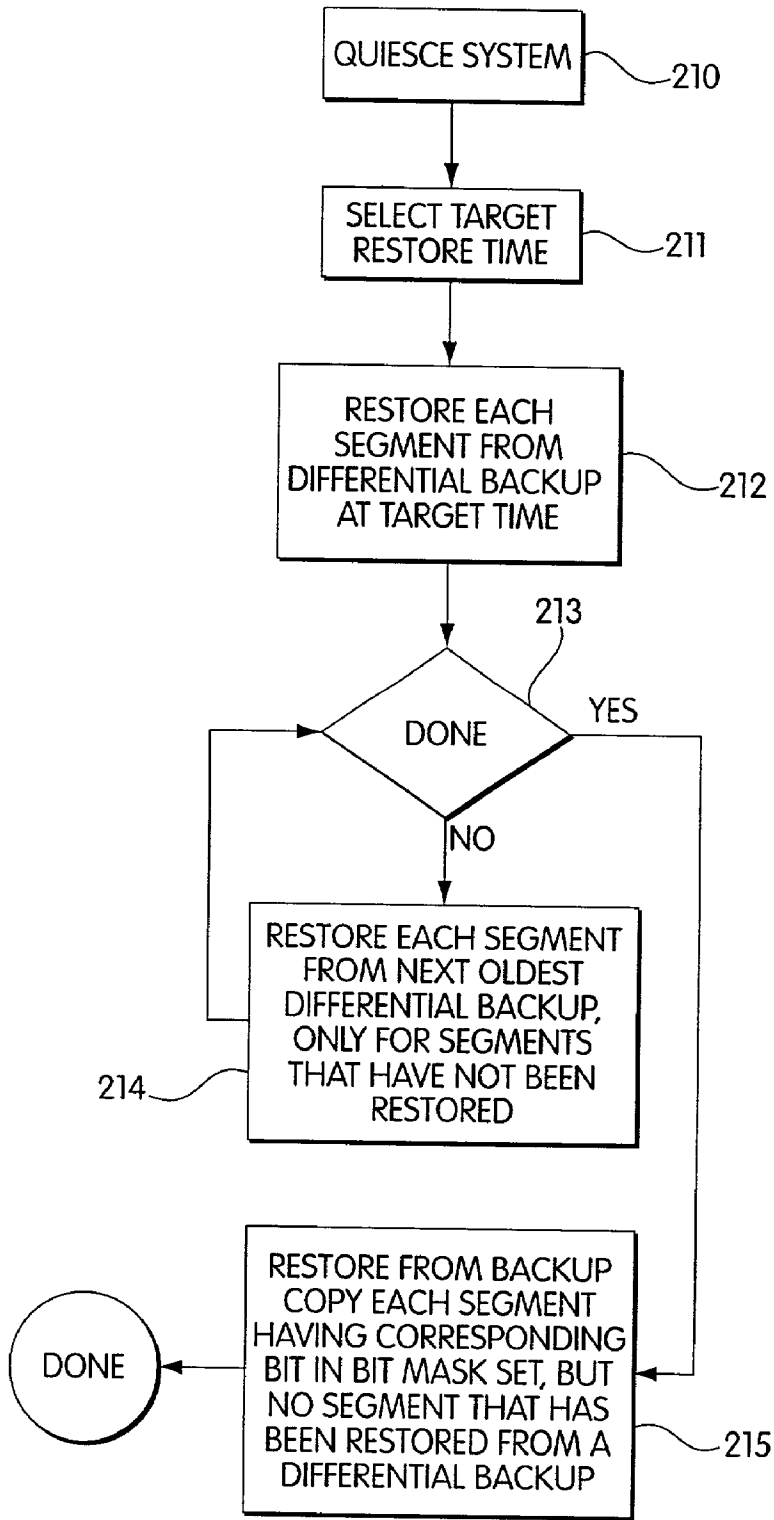 QUIESCE SYSTEM
210
SELECT TARGET
RESTORE TIME
211
RESTORE EACH
SEGMENT FROM
DIFFERENTIAL BACKUP
AT TARGET TIME
212
213
DONE
YES
NO
RESTORE EACH SEGMENT
FROM NEXT OLDEST
DIFFERENTIAL BACKUP,
ONLY FOR SEGMENTS
THAT HAVE NOT BEEN
RESTORED
214
RESTORE FROM BACKUP
COPY EACH SEGMENT
HAVING CORRESPONDING
BIT IN BIT MASK SET, BUT
NO SEGMENT THAT HAS
BEEN RESTORED FROM A
DIFFERENTIAL BACKUP
215
DONE